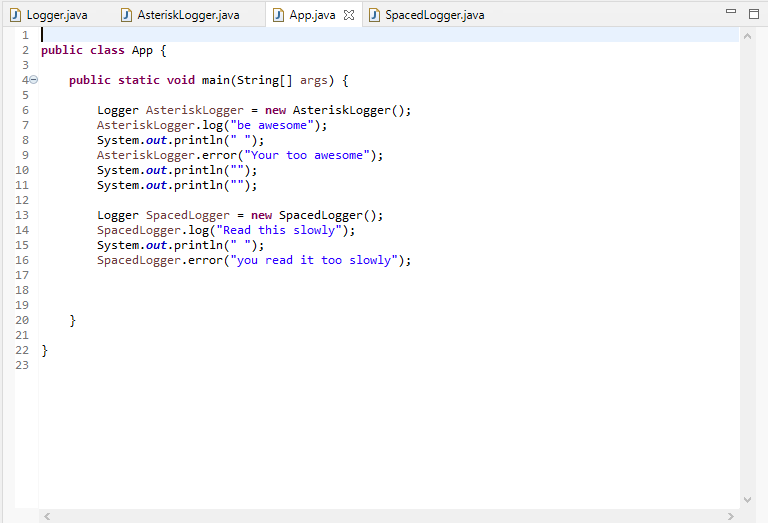 Logger.java AsteriskLogger.java App.java SpacedLogger.java
1
2 public class App {
3
4 public static void main(String[] args) {
5
6 Logger AsteriskLogger = new AsteriskLogger();
7 AsteriskLogger.log("be awesome");
8 System.out.println(" ");
9 AsteriskLogger.error("Your too awesome");
10 System.out.println("");
11 System.out.println("");
12
13 Logger SpacedLogger = new SpacedLogger();
14 SpacedLogger.log("Read this slowly");
15 System.out.println(" ");
16 SpacedLogger.error("you read it too slowly");
17
18
19
20 }
21
22 }
23